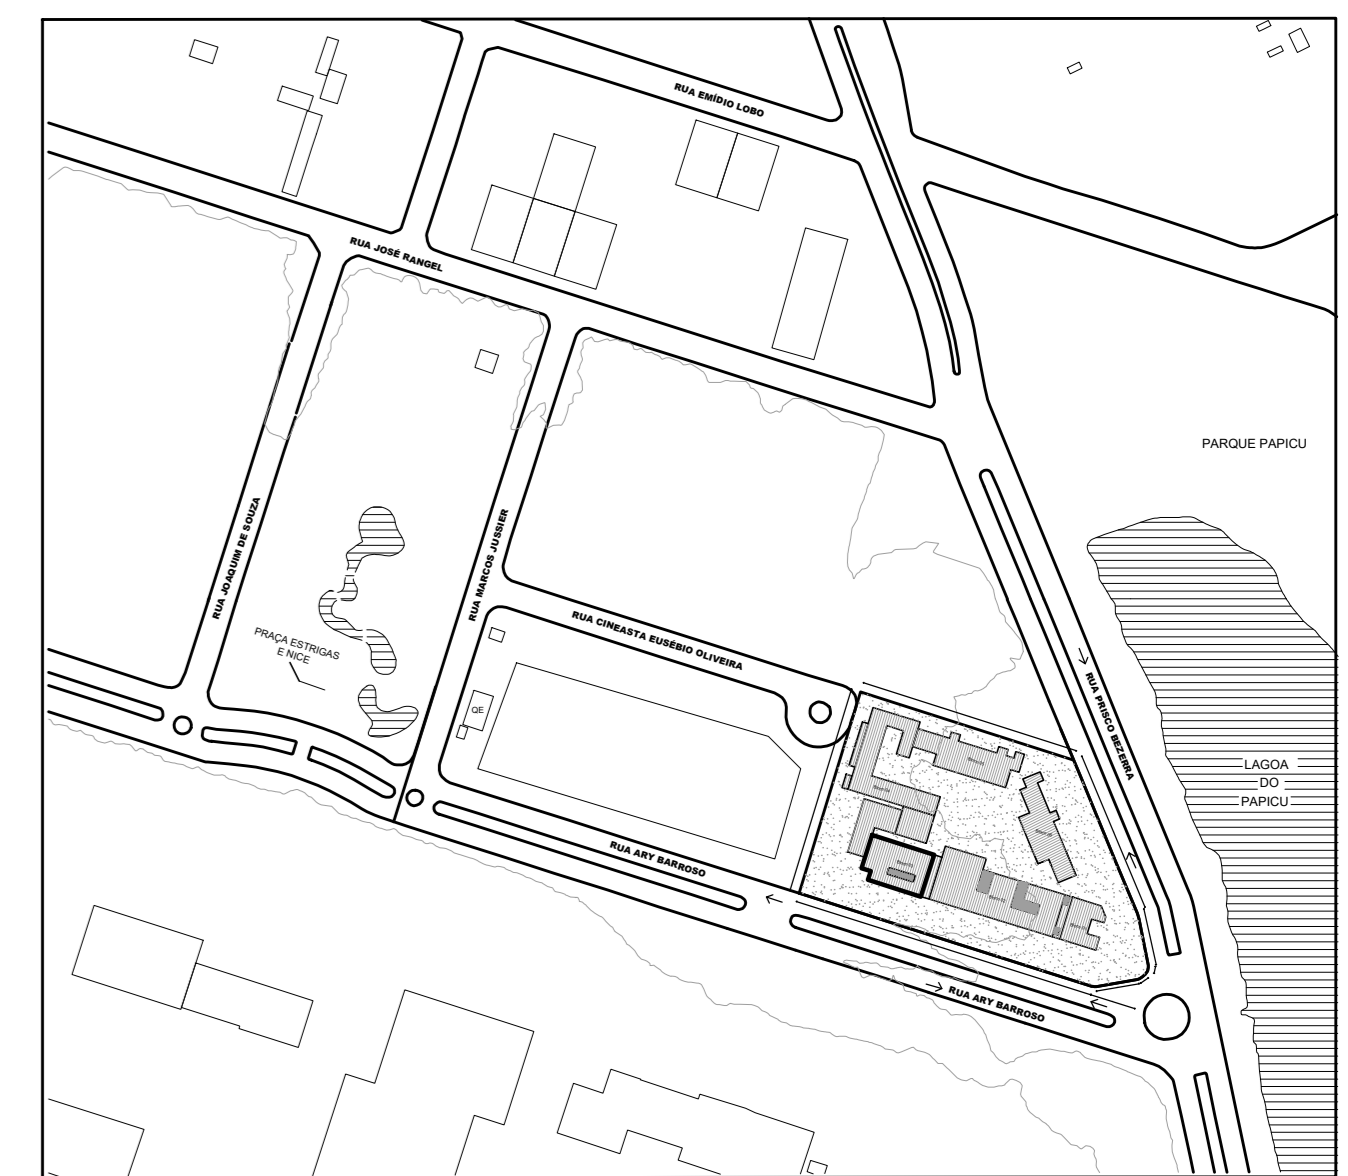 RUA EMÍDIO LOBO
RUA JOSÉ RANGEL
PARQUE PAPICU
RUA JOAQUIM DE SOUZA
RUA MARCOS JUSSIER
RUA CINEASTA EUSÉBIO OLIVEIRA
PRAÇA ESTRIGAS
E NICE
RUA PRISCO BEZERRA
QE
LAGOA
DO
PAPICU
RUA ARY BARROSO
RUA ARY BARROSO